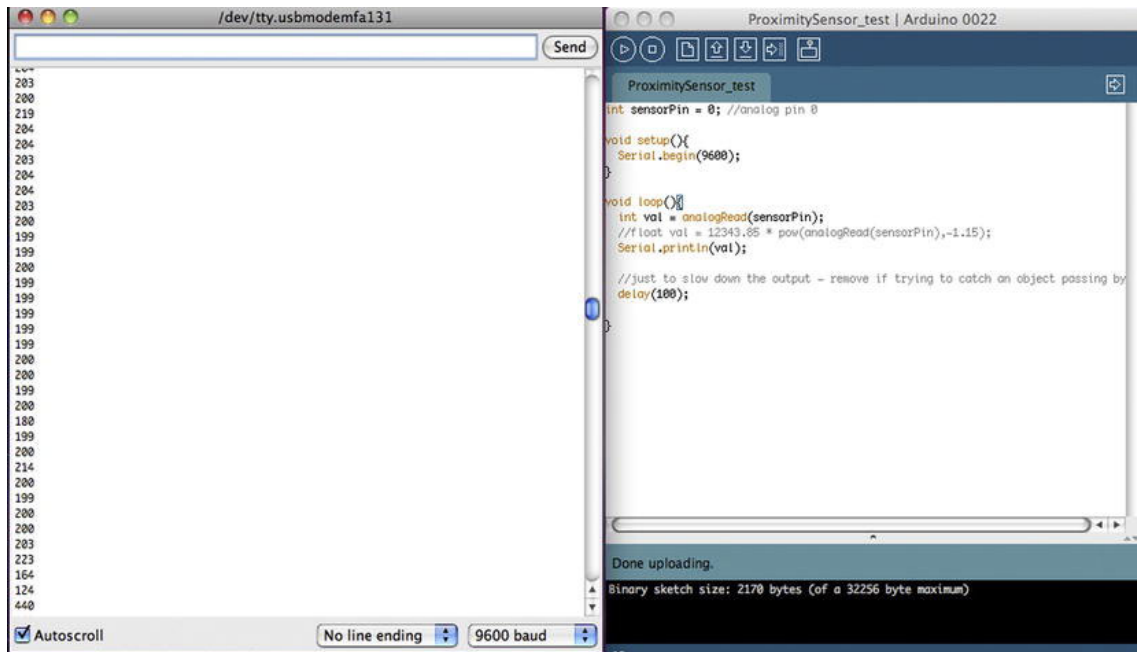 /dev/tty.usbmodemfa131
Send
204
203
200
219
204
204
203
204
204
203
200
199
199
200
199
199
199
199
199
200
200
199
200
180
199
200
214
200
199
200
200
203
223
164
124
440
Autoscroll
No line ending
9600 baud
ProximitySensor_test | Arduino 0022
ProximitySensor_test
int sensorPin = 0; //analog pin 0
void setup(){
Serial.begin(9600);
}
void loop(){
int val = analogRead(sensorPin);
//float val = 12343.85 * pow(analogRead(sensorPin),-1.15);
Serial.println(val);
//just to slow down the output - remove if trying to catch an object passing by
delay(100);
}
Done uploading.
Binary sketch size: 2170 bytes (of a 32256 byte maximum)